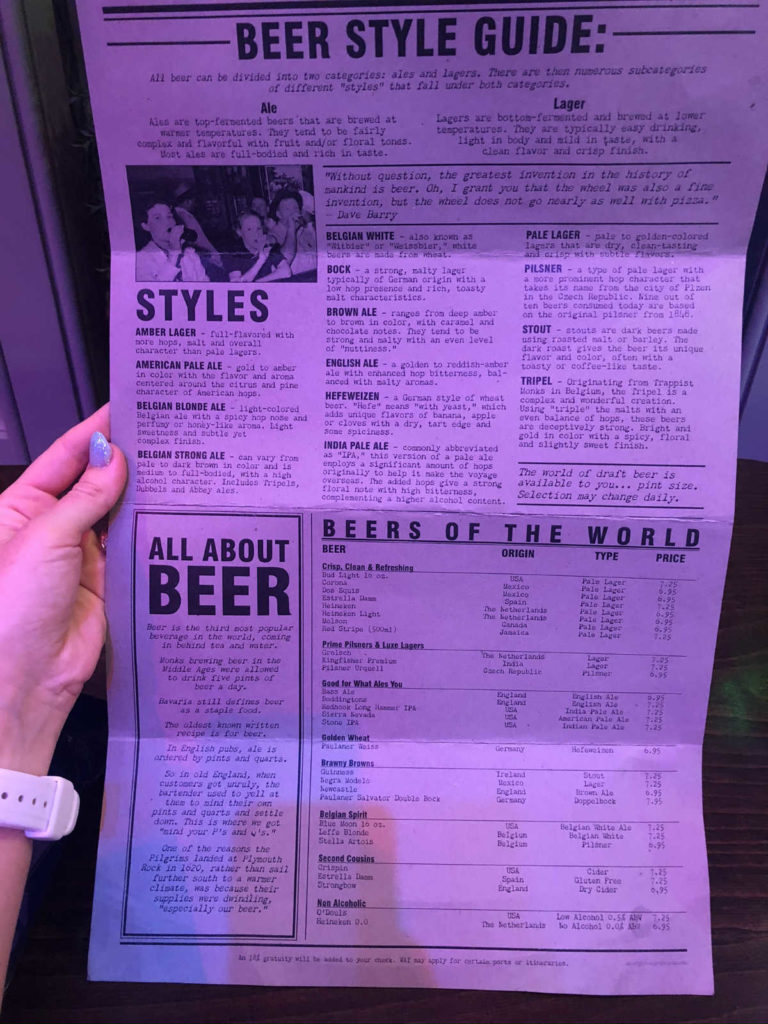 BEER STYLE GUIDE:
All beer can be divided into two categories: ales and lagers. There are then numerous subcategories
of different "styles" that fall under both categories.
Ale
Ales are top-fermented beers that are brewed at
warmer temperatures. They tend to be fairly
complex and flavorful with fruit and/or floral tones.
Most ales are full-bodied and rich in taste.
Lager
Lagers are bottom-fermented and brewed at lower
temperatures. They are typically easy drinking,
light in body and mild in taste, with a
clean flavor and crisp finish.
"Without question, the greatest invention in the history of
mankind is beer. Oh, I grant you that the wheel was also a fine
invention, but the wheel does not go nearly as well with pizza."
- Dave Barry
STYLES
AMBER LAGER - full-flavored with
more hops, malt and overall
character than pale lagers.
AMERICAN PALE ALE - gold to amber
in color with the flavor and aroma
centered around the citrus and pine
character of American hops.
BELGIAN BLONDE ALE - light-colored
Belgian ale with a spicy hop nose and
perfumy or honey-like aroma. Light
sweetness and subtle yet
complex finish.
BELGIAN STRONG ALE - can vary from
pale to dark brown in color and is
medium to full-bodied, with a high
alcohol character. Includes Tripels,
Dubbels and Abbey ales.
BELGIAN WHITE - also known as
"Witbier" or "Weissbier," white
beers are made from wheat.
BOCK - a strong, malty lager
typically of German origin with a
low hop presence and rich, toasty
malt characteristics.
BROWN ALE - ranges from deep amber
to brown in color, with caramel and
chocolate notes. They tend to be
strong and malty with an even level
of "nuttiness."
ENGLISH ALE - a golden to reddish-amber
ale with enhanced hop bitterness, bal-
anced with malty aromas.
HEFEWEIZEN - a German style of wheat
beer. "Hefe" means "with yeast," which
adds unique flavors of banana, apple
or cloves with a dry, tart edge and
some spiciness.
INDIA PALE ALE - commonly abbreviated
as "IPA," this version of a pale ale
employs a significant amount of hops
originally to help it make the voyage
overseas. The added hops give a strong
floral note with high bitterness,
complementing a higher alcohol content.
PALE LAGER - pale to golden-colored
lagers that are dry, clean-tasting
and crisp with subtle flavors.
PILSNER - a type of pale lager with
a more prominent hop character that
takes its name from the city of Plzen
in the Czech Republic. Nine out of
ten beers consumed today are based
on the original pilsner from 1848.
STOUT - stouts are dark beers made
using roasted malt or barley. The
dark roast gives the beer its unique
flavor and color, often with a
toasty or coffee-like taste.
TRIPEL - Originating from Trappist
Monks in Belgium, the Tripel is a
complex and wonderful creation.
Using "triple" the malts with an
even balance of hops, these beers
are deceptively strong. Bright and
gold in color with a spicy, floral
and slightly sweet finish.
The world of draft beer is
available to you... pint size.
Selection may change daily.
ALL ABOUT
BEER
Beer is the third most popular
beverage in the world, coming
in behind tea and water.
Monks brewing beer in the
Middle Ages were allowed
to drink five pints of
beer a day.
Bavaria still defines beer
as a staple food.
The oldest known written
recipe is for beer.
In English pubs, ale is
ordered by pints and quarts.
So in old England, when
customers got unruly, the
bartender used to yell at
them to mind their own
pints and quarts and settle
down. This is where we got
"mind your P's and Q's."
One of the reasons the
Pilgrims landed at Plymouth
Rock in 1620, rather than sail
further south to a warmer
climate, was because their
supplies were dwindling,
"especially our beer."
BEERS OF THE WORLD
BEER ORIGIN TYPE PRICE
Crisp, Clean & Refreshing
Bud Light 16 oz. USA Pale Lager 7.25
Corona Mexico Pale Lager 6.95
Dos Equis Mexico Pale Lager 6.95
Estrella Damm Spain Pale Lager 7.25
Heineken The Netherlands Pale Lager 6.95
Heineken Light The Netherlands Pale Lager 6.95
Molson Canada Pale Lager 6.95
Red Stripe (500ml) Jamaica Pale Lager 7.25
Prime Pilsners & Luxe Lagers
Grolsch The Netherlands Lager 7.25
Kingfisher Premium India Lager 7.25
Pilsner Urquell Czech Republic Pilsner 6.95
Good for What Ales You
Bass Ale England English Ale 6.95
Boddingtons England English Ale 7.25
Redhook Long Hammer IPA USA India Pale Ale 7.25
Sierra Nevada USA American Pale Ale 7.25
Stone IPA USA Indian Pale Ale 7.25
Golden Wheat
Paulaner Weiss Germany Hefeweizen 6.95
Brawny Browns
Guinness Ireland Stout 7.25
Negra Modelo Mexico Lager 7.25
Newcastle England Brown Ale 6.95
Paulaner Salvator Double Bock Germany Doppelbock 7.95
Belgian Spirit
Blue Moon 16 oz. USA Belgian White Ale 7.25
Leffe Blonde Belgium Belgian White 7.25
Stella Artois Belgium Pilsner 6.95
Second Cousins
Crispin USA Cider 7.25
Estrella Damm Spain Gluten Free 7.25
Strongbow England Dry Cider 6.95
Non Alcoholic
O'Douls USA Low Alcohol 0.5% ABV 7.25
Heineken 0.0 The Netherlands No Alcohol 0.0% ABV 6.95
An 18% gratuity will be added to your check. VAT may apply for certain ports or itineraries.